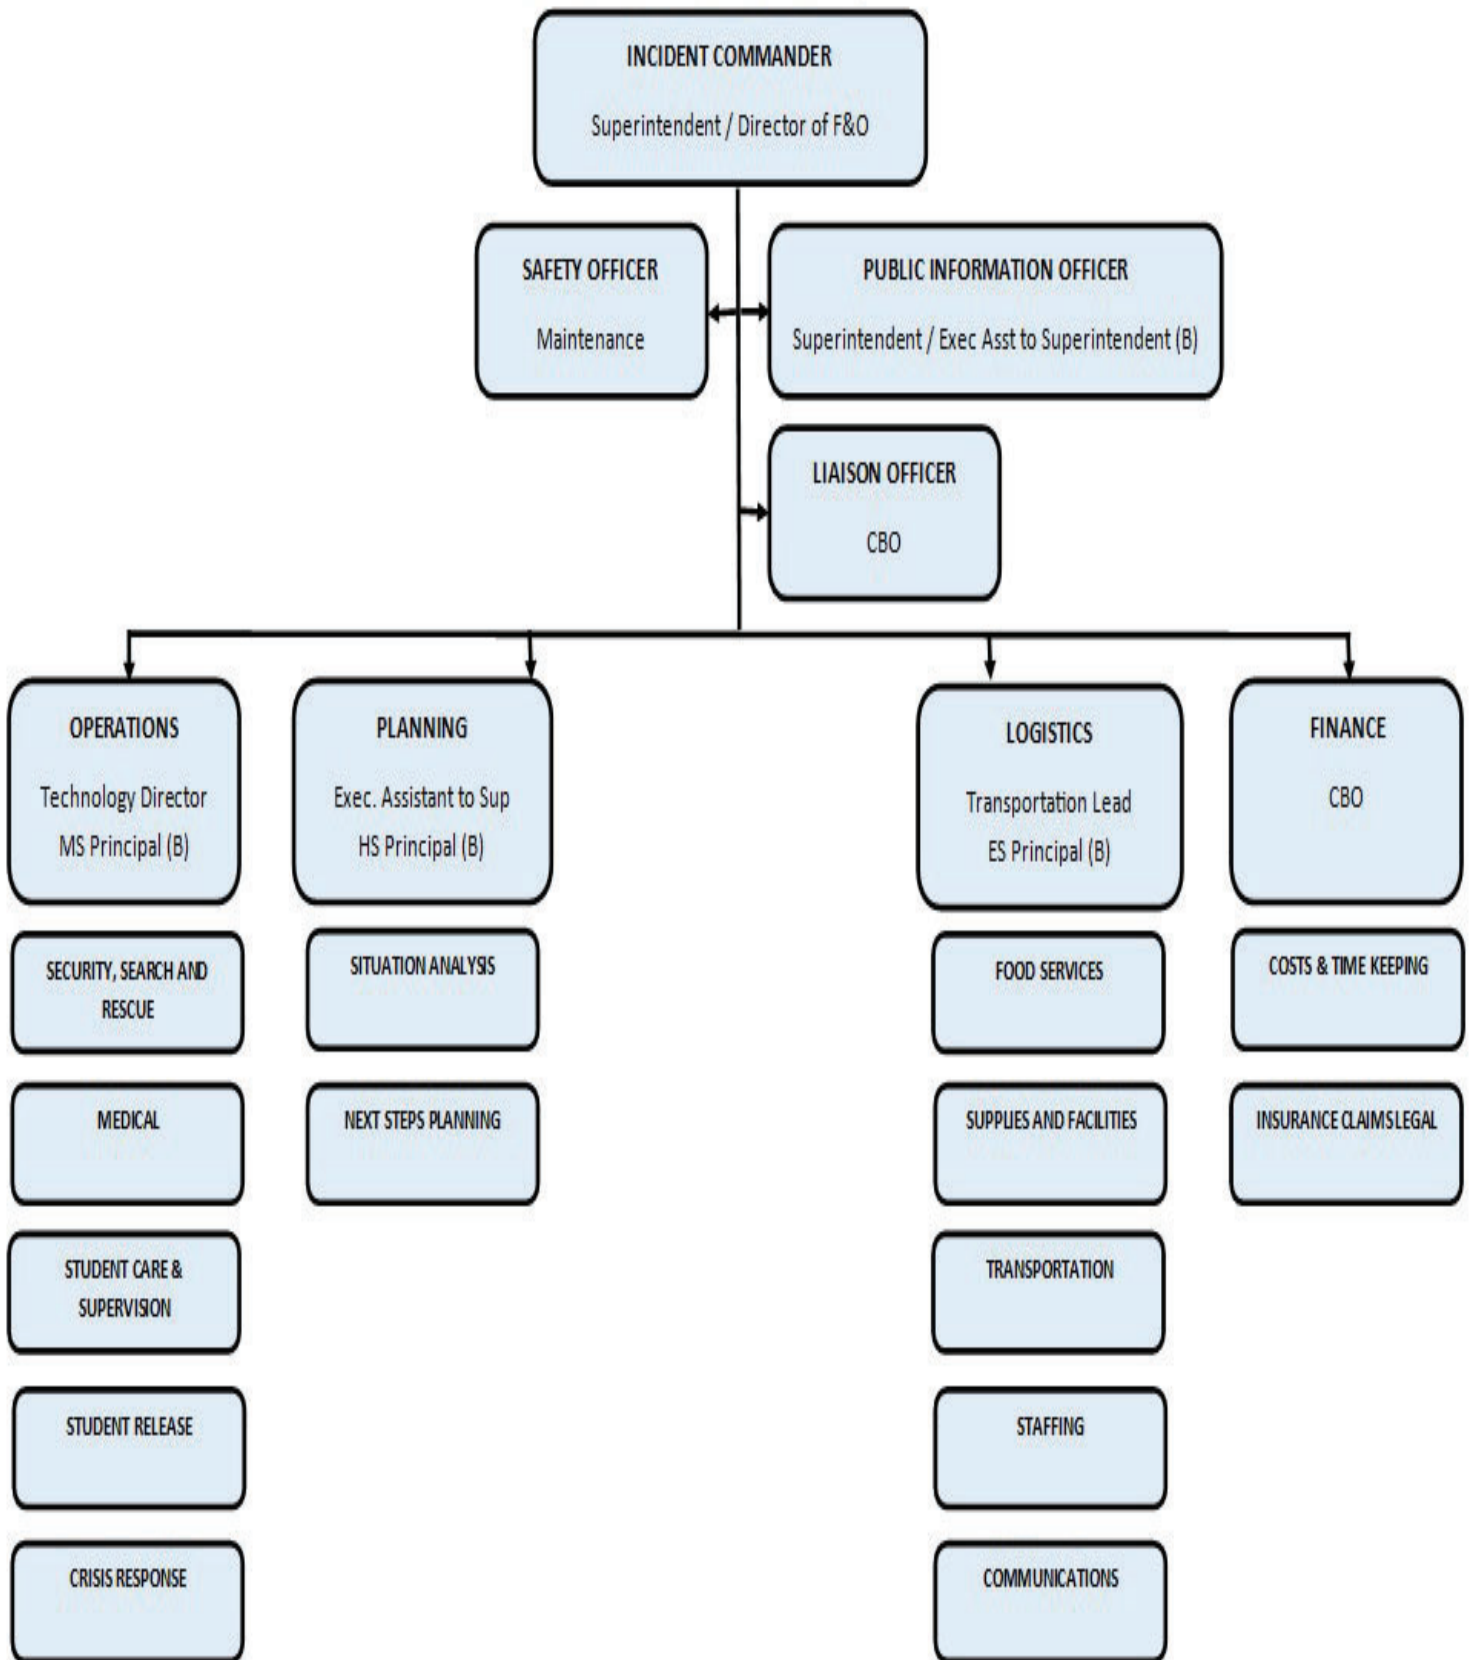 INCIDENT COMMANDER
Superintendent / Director of F&O
SAFETY OFFICER
Maintenance
PUBLIC INFORMATION OFFICER
Superintendent / Exec Asst to Superintendent (B)
LIAISON OFFICER
CBO
OPERATIONS
Technology Director
MS Principal (B)
PLANNING
Exec. Assistant to Sup
HS Principal (B)
LOGISTICS
Transportation Lead
ES Principal (B)
FINANCE
CBO
SECURITY, SEARCH AND
RESCUE
SITUATION ANALYSIS
FOOD SERVICES
COSTS & TIME KEEPING
MEDICAL
NEXT STEPS PLANNING
SUPPLIES AND FACILITIES
INSURANCE CLAIMS LEGAL
STUDENT CARE &
SUPERVISION
TRANSPORTATION
STUDENT RELEASE
STAFFING
CRISIS RESPONSE
COMMUNICATIONS